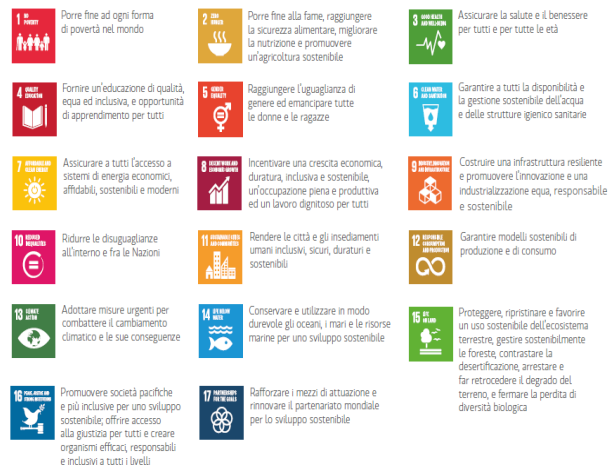 1 NO POVERTY
Porre fine ad ogni forma
di povertà nel mondo
2 ZERO HUNGER
Porre fine alla fame, raggiungere
la sicurezza alimentare, migliorare
la nutrizione e promuovere
un'agricoltura sostenibile
3 GOOD HEALTH AND WELL-BEING
Assicurare la salute e il benessere
per tutti e per tutte le età
4 QUALITY EDUCATION
Fornire un'educazione di qualità,
equa ed inclusiva, e opportunità
di apprendimento per tutti
5 GENDER EQUALITY
Raggiungere l'uguaglianza di
genere ed emancipare tutte
le donne e le ragazze
6 CLEAN WATER AND SANITATION
Garantire a tutti la disponibilità e
la gestione sostenibile dell'acqua
e delle strutture igienico sanitarie
7 AFFORDABLE AND CLEAN ENERGY
Assicurare a tutti l'accesso a
sistemi di energia economici,
affidabili, sostenibili e moderni
8 DECENT WORK AND ECONOMIC GROWTH
Incentivare una crescita economica,
duratura, inclusiva e sostenibile,
un'occupazione piena e produttiva
ed un lavoro dignitoso per tutti
9 INDUSTRY, INNOVATION AND INFRASTRUCTURE
Costruire una infrastruttura resiliente
e promuovere l'innovazione e una
industrializzazione equa, responsabile
e sostenibile
10 REDUCED INEQUALITIES
Ridurre le disuguaglianze
all'interno e fra le Nazioni
11 SUSTAINABLE CITIES AND COMMUNITIES
Rendere le città e gli insediamenti
umani inclusivi, sicuri, duraturi e
sostenibili
12 RESPONSIBLE CONSUMPTION AND PRODUCTION
Garantire modelli sostenibili di
produzione e di consumo
13 CLIMATE ACTION
Adottare misure urgenti per
combattere il cambiamento
climatico e le sue conseguenze
14 LIFE BELOW WATER
Conservare e utilizzare in modo
durevole gli oceani, i mari e le risorse
marine per uno sviluppo sostenibile
15 LIFE ON LAND
Proteggere, ripristinare e favorire
un uso sostenibile dell'ecosistema
terrestre, gestire sostenibilmente
le foreste, contrastare la
desertificazione, arrestare e
far retrocedere il degrado del
terreno, e fermare la perdita di
diversità biologica
16 PEACE, JUSTICE AND STRONG INSTITUTIONS
Promuovere società pacifiche
e più inclusive per uno sviluppo
sostenibile; offrire accesso
alla giustizia per tutti e creare
organismi efficaci, responsabili
e inclusivi a tutti i livelli
17 PARTNERSHIPS FOR THE GOALS
Rafforzare i mezzi di attuazione e
rinnovare il partenariato mondiale
per lo sviluppo sostenibile